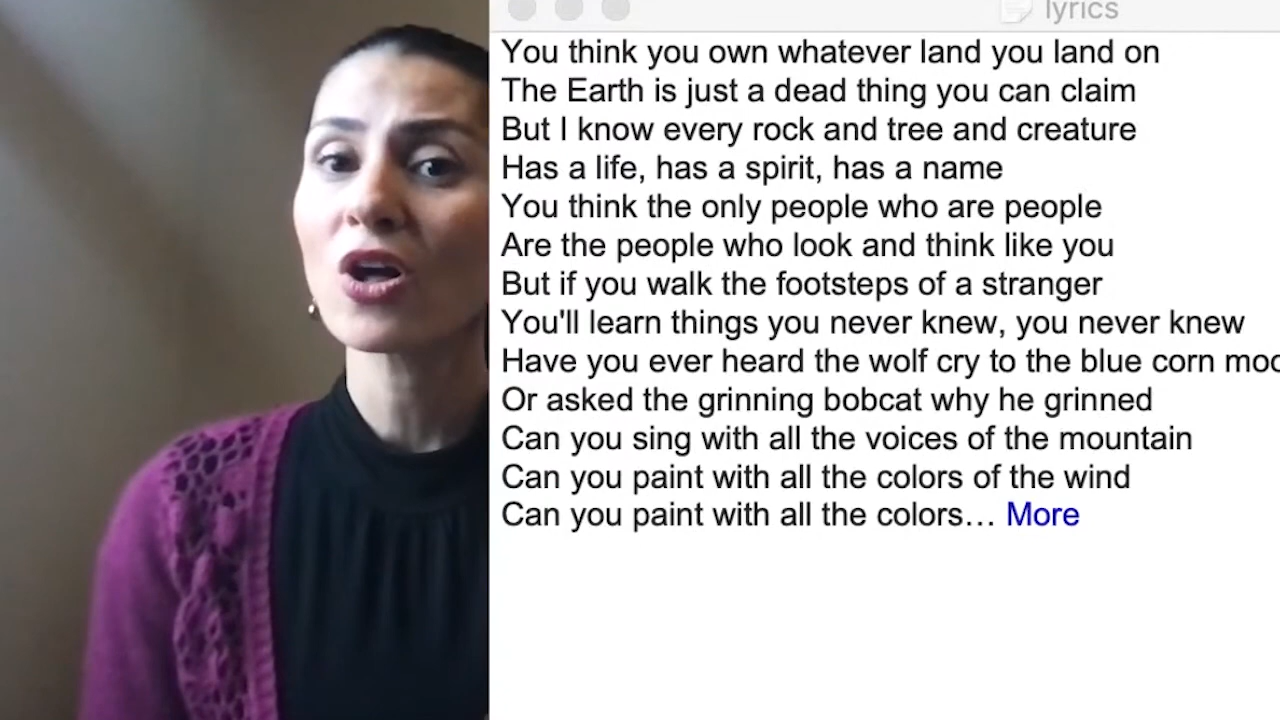 lyrics
You think you own whatever land you land on
The Earth is just a dead thing you can claim
But I know every rock and tree and creature
Has a life, has a spirit, has a name
You think the only people who are people
Are the people who look and think like you
But if you walk the footsteps of a stranger
You'll learn things you never knew, you never knew
Have you ever heard the wolf cry to the blue corn
Or asked the grinning bobcat why he grinned
Can you sing with all the voices of the mountain
Can you paint with all the colors of the wind
Can you paint with all the colors… More